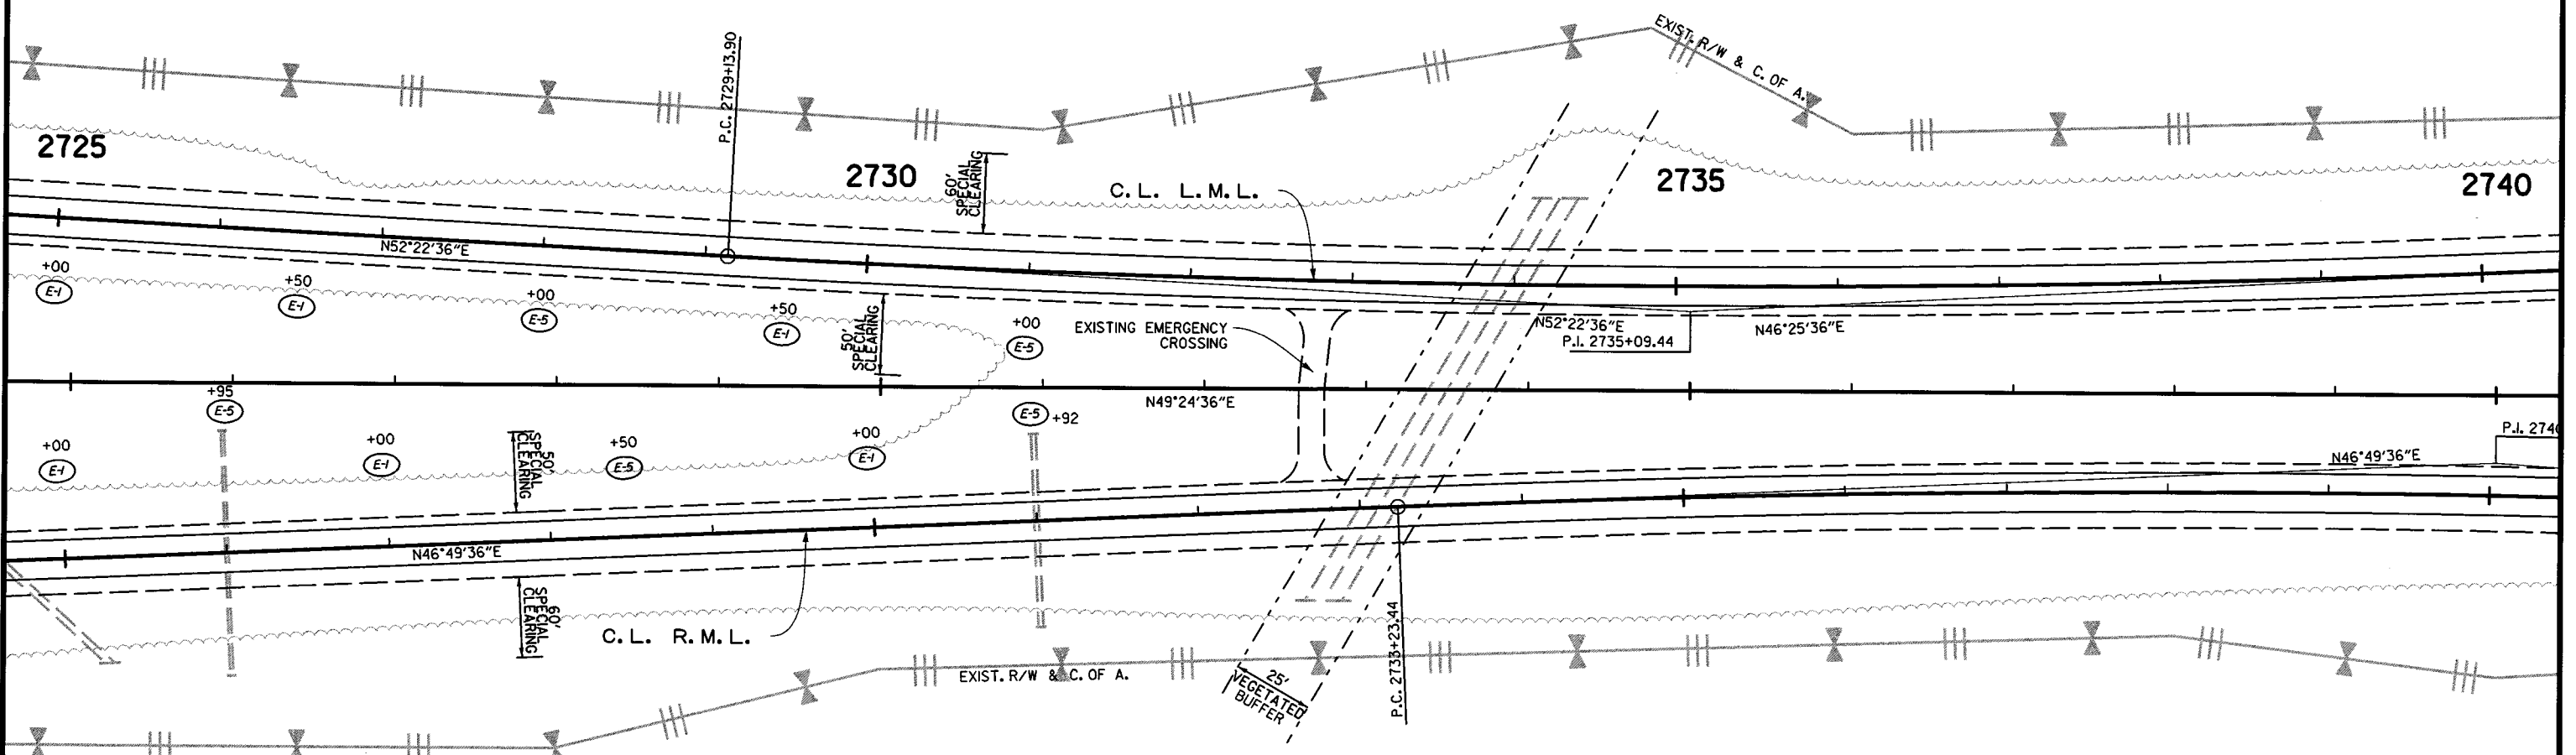 EXIST. R/W & C. OF A.
P.C. 2729+13.90
2725
2730
2735
2740
60'
SPECIAL
CLEARING
C.L. L.M.L.
N52°22'36"E
+00
E-1
+50
E-1
+00
E-5
+50
E-1
+00
E-5
50'
SPECIAL
CLEARING
EXISTING EMERGENCY
CROSSING
N52°22'36"E
P.I. 2735+09.44
N46°25'36"E
N49°24'36"E
+95
E-5
E-5 +92
+00
E-1
+00
E-1
+50
E-5
+00
E-1
50'
SPECIAL
CLEARING
P.I. 2740
N46°49'36"E
N46°49'36"E
60'
SPECIAL
CLEARING
C.L. R.M.L.
P.C. 2733+23.44
EXIST. R/W & C. OF A.
25'
VEGETATED
BUFFER